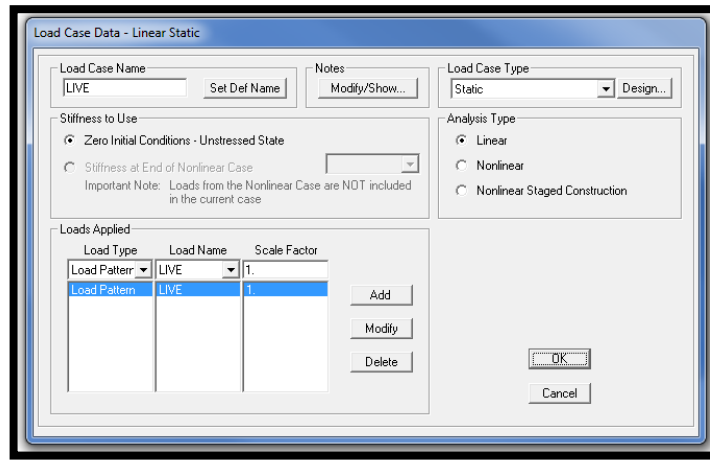 Load Case Data - Linear Static
Load Case Name
LIVE
Set Def Name
Notes
Modify/Show...
Load Case Type
Static
Design...
Stiffness to Use
Zero Initial Conditions - Unstressed State
Stiffness at End of Nonlinear Case
Important Note: Loads from the Nonlinear Case are NOT included
in the current case
Analysis Type
Linear
Nonlinear
Nonlinear Staged Construction
Loads Applied
Load Type Load Name Scale Factor
Load Pattern LIVE 1.
Load Pattern LIVE 1.
Add
Modify
Delete
OK
Cancel